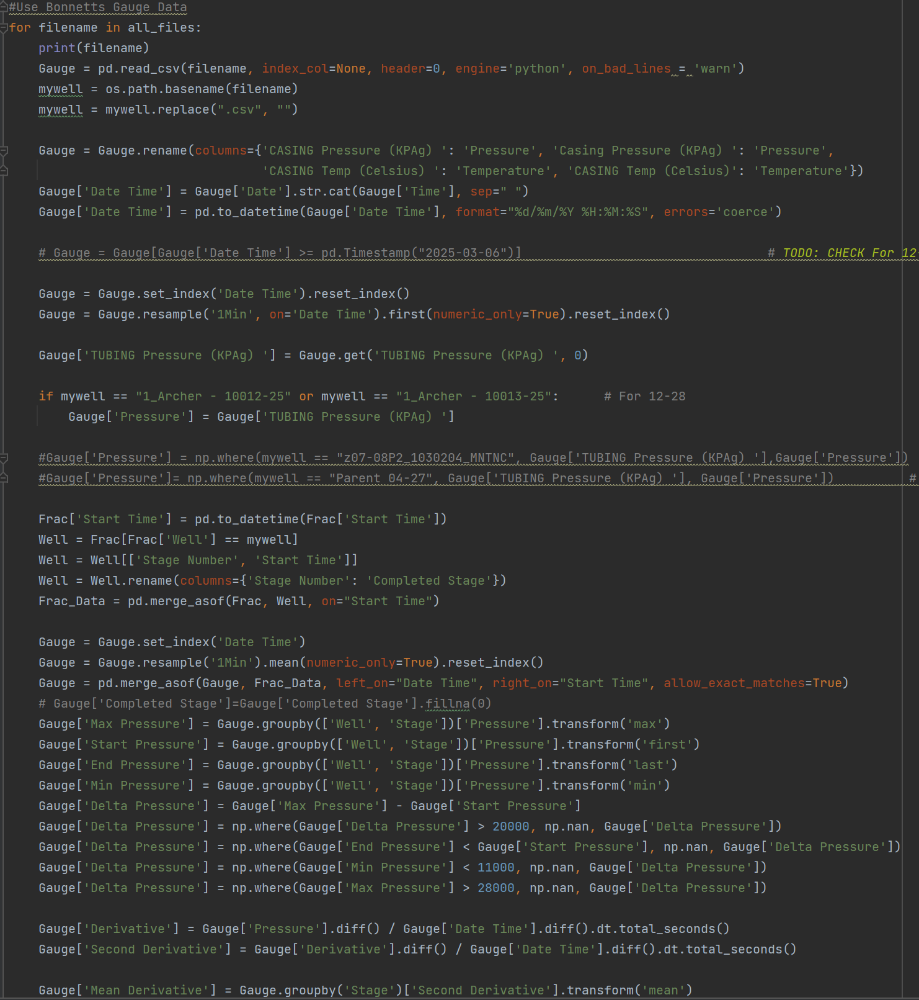 #Use Bonnetts Gauge Data
for filename in all_files:
    print(filename)
    Gauge = pd.read_csv(filename, index_col=None, header=0, engine='python', on_bad_lines = 'warn')
    mywell = os.path.basename(filename)
    mywell = mywell.replace(".csv", "")

    Gauge = Gauge.rename(columns={'CASING Pressure (KPAg) ': 'Pressure', 'Casing Pressure (KPAg) ': 'Pressure',
                                  'CASING Temp (Celsius) ': 'Temperature', 'CASING Temp (Celsius)': 'Temperature'})
    Gauge['Date Time'] = Gauge['Date'].str.cat(Gauge['Time'], sep=" ")
    Gauge['Date Time'] = pd.to_datetime(Gauge['Date Time'], format="%d/%m/%Y %H:%M:%S", errors='coerce')

    # Gauge = Gauge[Gauge['Date Time'] >= pd.Timestamp("2025-03-06")]                                 # TODO: CHECK For 12-

    Gauge = Gauge.set_index('Date Time').reset_index()
    Gauge = Gauge.resample('1Min', on='Date Time').first(numeric_only=True).reset_index()

    Gauge['TUBING Pressure (KPAg) '] = Gauge.get('TUBING Pressure (KPAg) ', 0)

    if mywell == "1_Archer - 10012-25" or mywell == "1_Archer - 10013-25":      # For 12-28
        Gauge['Pressure'] = Gauge['TUBING Pressure (KPAg) ']

    #Gauge['Pressure'] = np.where(mywell == "z07-08P2_1030204_MNTNC", Gauge['TUBING Pressure (KPAg) '],Gauge['Pressure'])
    #Gauge['Pressure']= np.where(mywell == "Parent 04-27", Gauge['TUBING Pressure (KPAg) '], Gauge['Pressure'])          #

    Frac['Start Time'] = pd.to_datetime(Frac['Start Time'])
    Well = Frac[Frac['Well'] == mywell]
    Well = Well[['Stage Number', 'Start Time']]
    Well = Well.rename(columns={'Stage Number': 'Completed Stage'})
    Frac_Data = pd.merge_asof(Frac, Well, on="Start Time")

    Gauge = Gauge.set_index('Date Time')
    Gauge = Gauge.resample('1Min').mean(numeric_only=True).reset_index()
    Gauge = pd.merge_asof(Gauge, Frac_Data, left_on="Date Time", right_on="Start Time", allow_exact_matches=True)
    # Gauge['Completed Stage']=Gauge['Completed Stage'].fillna(0)
    Gauge['Max Pressure'] = Gauge.groupby(['Well', 'Stage'])['Pressure'].transform('max')
    Gauge['Start Pressure'] = Gauge.groupby(['Well', 'Stage'])['Pressure'].transform('first')
    Gauge['End Pressure'] = Gauge.groupby(['Well', 'Stage'])['Pressure'].transform('last')
    Gauge['Min Pressure'] = Gauge.groupby(['Well', 'Stage'])['Pressure'].transform('min')
    Gauge['Delta Pressure'] = Gauge['Max Pressure'] - Gauge['Start Pressure']
    Gauge['Delta Pressure'] = np.where(Gauge['Delta Pressure'] > 20000, np.nan, Gauge['Delta Pressure'])
    Gauge['Delta Pressure'] = np.where(Gauge['End Pressure'] < Gauge['Start Pressure'], np.nan, Gauge['Delta Pressure'])
    Gauge['Delta Pressure'] = np.where(Gauge['Min Pressure'] < 11000, np.nan, Gauge['Delta Pressure'])
    Gauge['Delta Pressure'] = np.where(Gauge['Max Pressure'] > 28000, np.nan, Gauge['Delta Pressure'])

    Gauge['Derivative'] = Gauge['Pressure'].diff() / Gauge['Date Time'].diff().dt.total_seconds()
    Gauge['Second Derivative'] = Gauge['Derivative'].diff() / Gauge['Date Time'].diff().dt.total_seconds()

    Gauge['Mean Derivative'] = Gauge.groupby('Stage')['Second Derivative'].transform('mean')